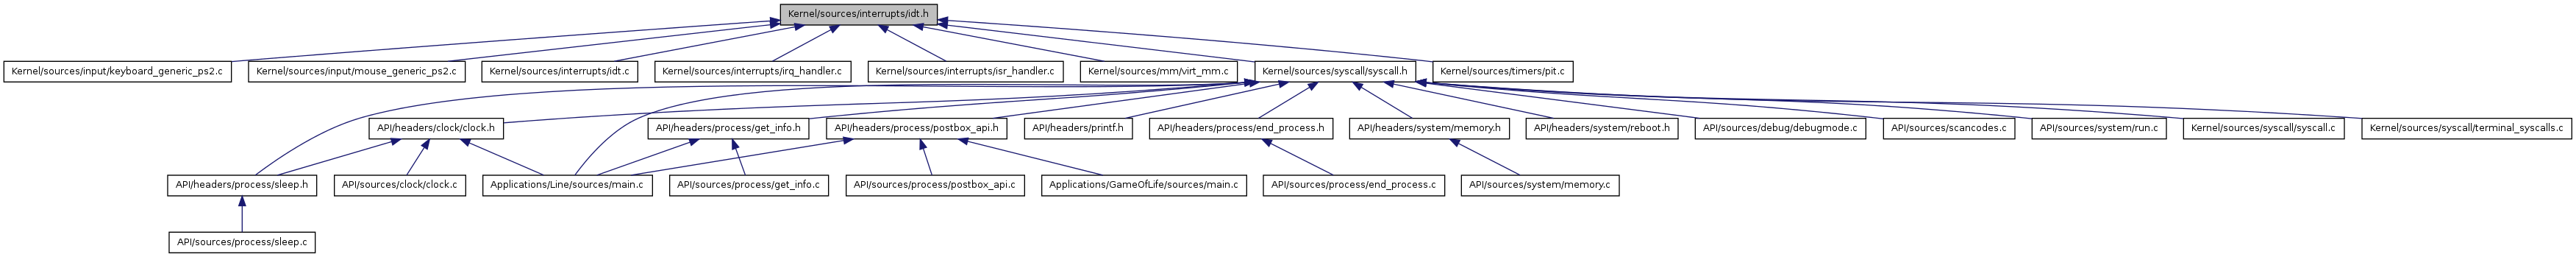 Kernel/sources/interrupts/idt.h
Kernel/sources/input/keyboard_generic_ps2.c
Kernel/sources/input/mouse_generic_ps2.c
Kernel/sources/interrupts/idt.c
Kernel/sources/interrupts/irq_handler.c
Kernel/sources/interrupts/isr_handler.c
Kernel/sources/mm/virt_mm.c
Kernel/sources/syscall/syscall.h
Kernel/sources/timers/pit.c
API/headers/clock/clock.h
API/headers/process/get_info.h
API/headers/process/postbox_api.h
API/headers/printf.h
API/headers/process/end_process.h
API/headers/system/memory.h
API/headers/system/reboot.h
API/sources/debug/debugmode.c
API/sources/scancodes.c
API/sources/system/run.c
Kernel/sources/syscall/syscall.c
Kernel/sources/syscall/terminal_syscalls.c
API/headers/process/sleep.h
API/sources/clock/clock.c
Applications/Line/sources/main.c
API/sources/process/get_info.c
API/sources/process/postbox_api.c
Applications/GameOfLife/sources/main.c
API/sources/process/end_process.c
API/sources/system/memory.c
API/sources/process/sleep.c